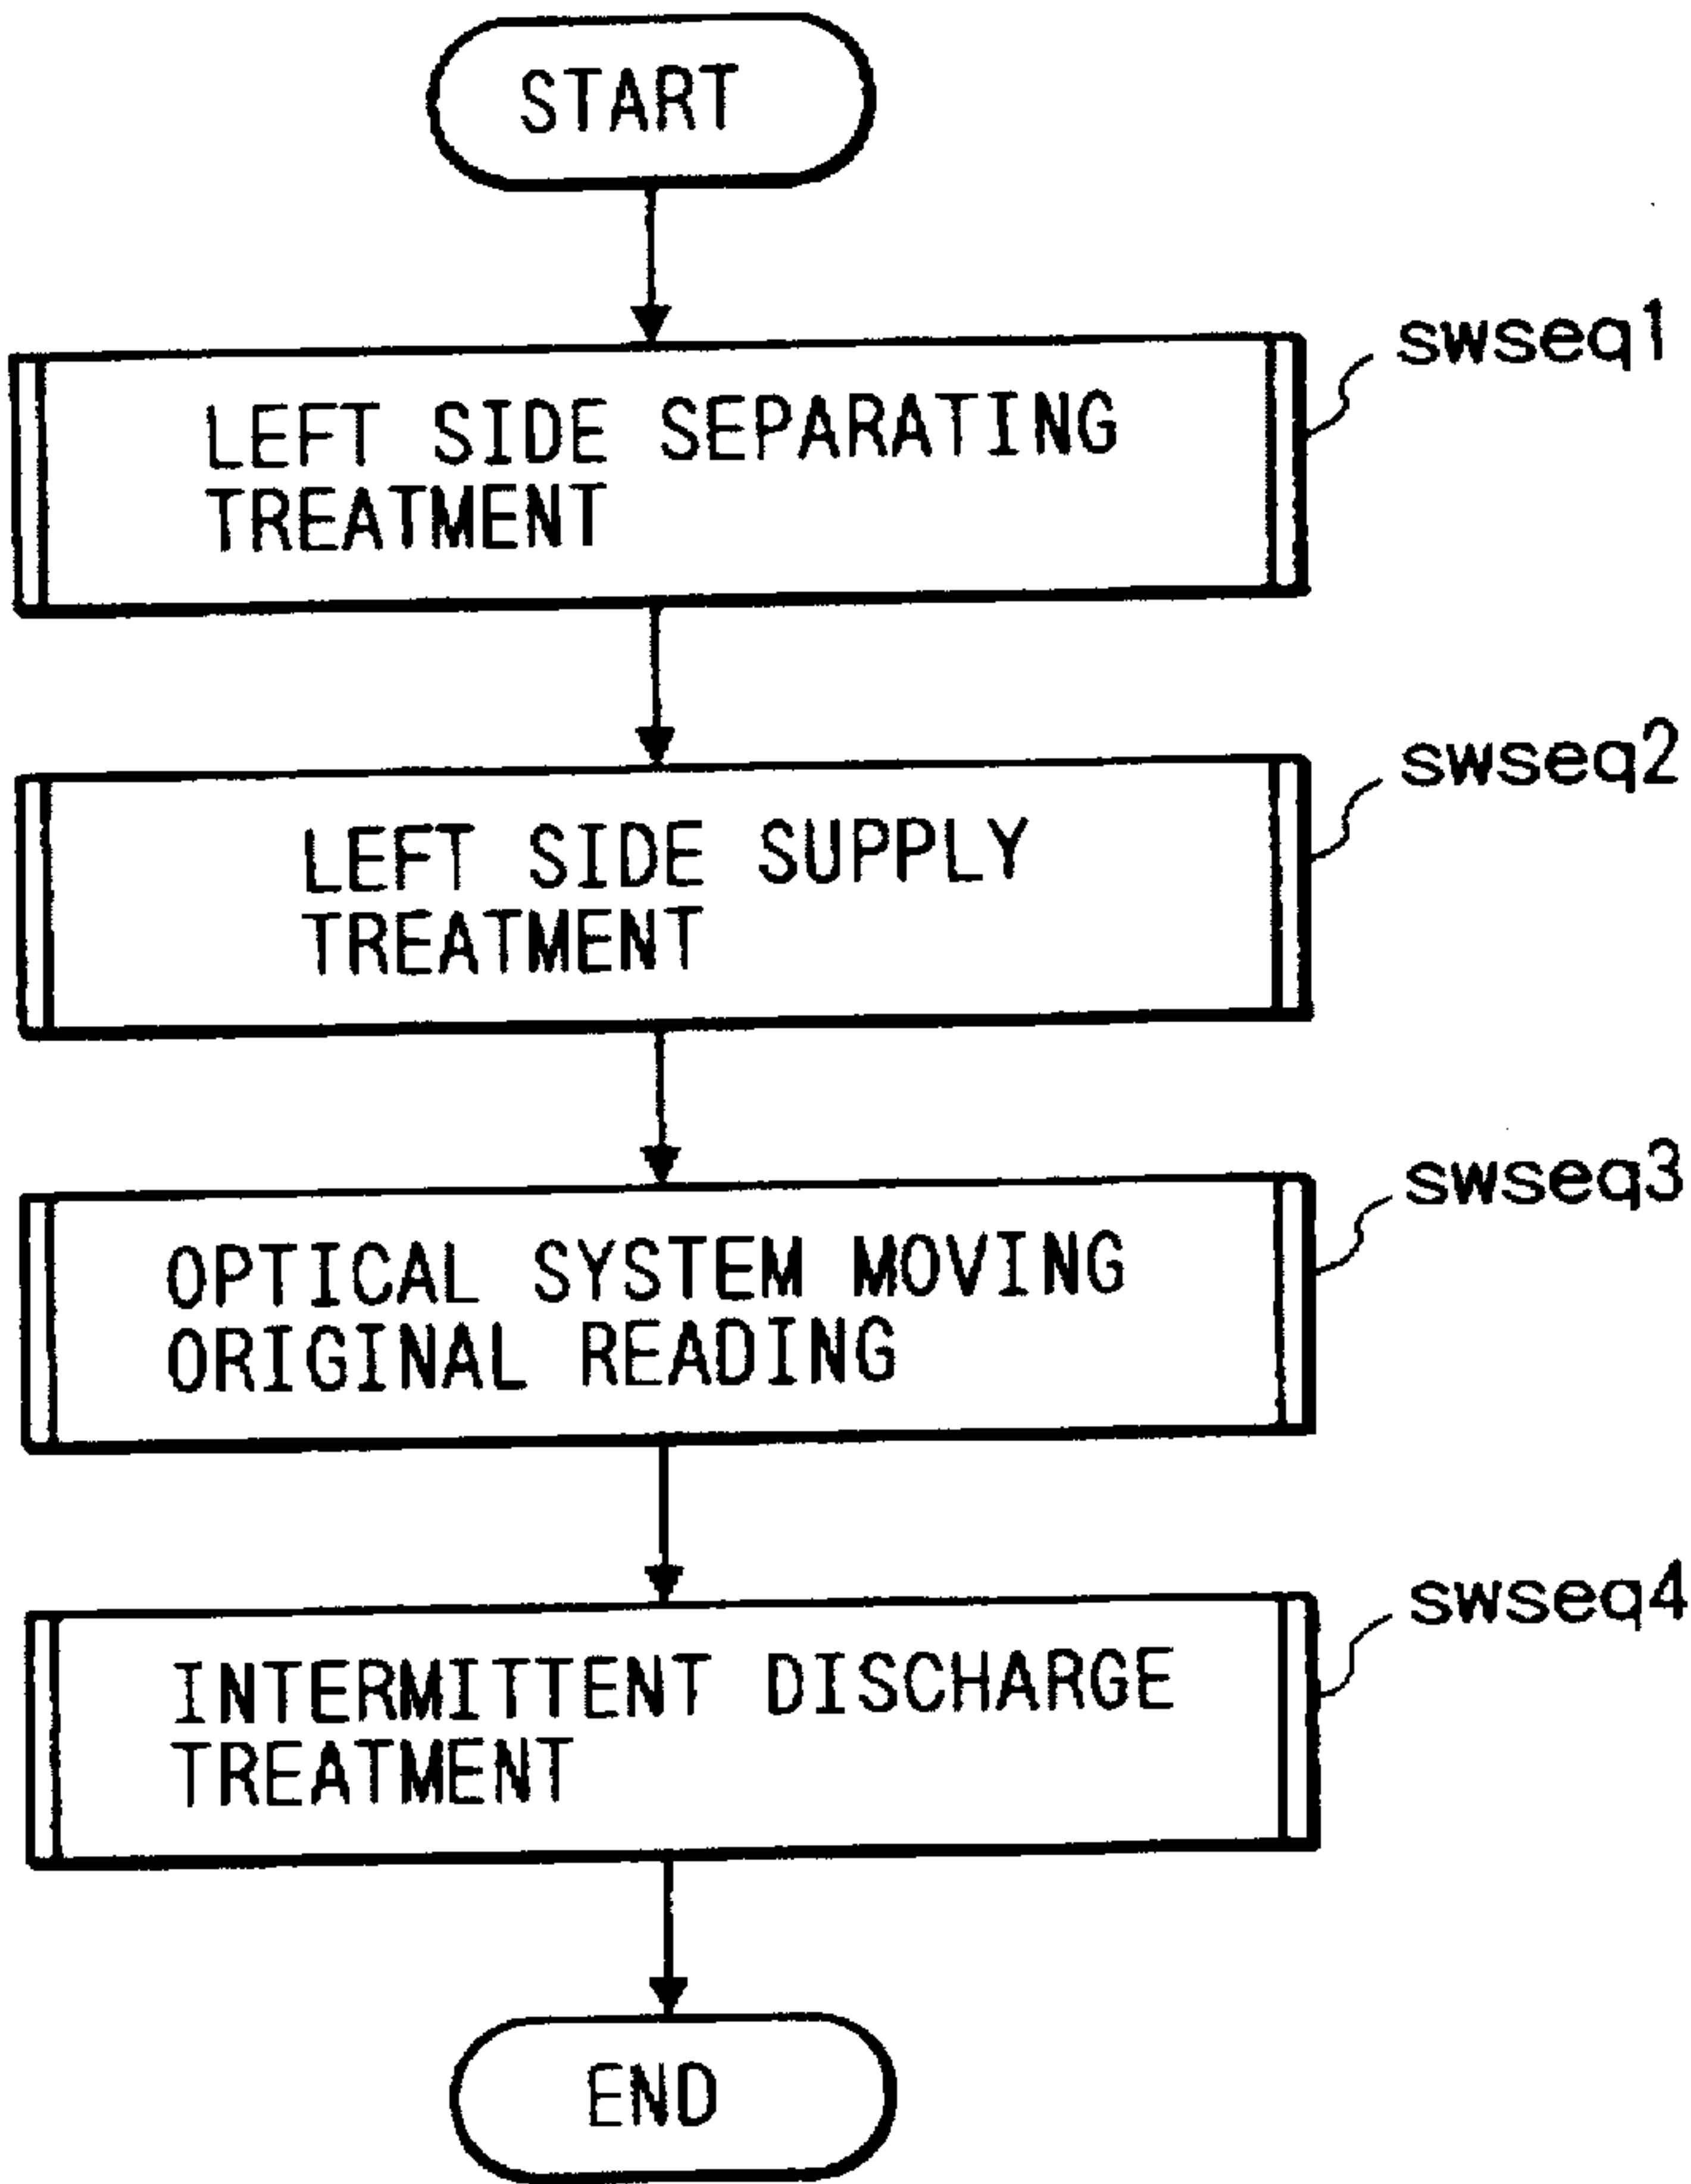 START
swseq1
LEFT SIDE SEPARATING
TREATMENT
swseq2
LEFT SIDE SUPPLY
TREATMENT
swseq3
OPTICAL SYSTEM MOVING
ORIGINAL READING
swseq4
INTERMITTENT DISCHARGE
TREATMENT
END